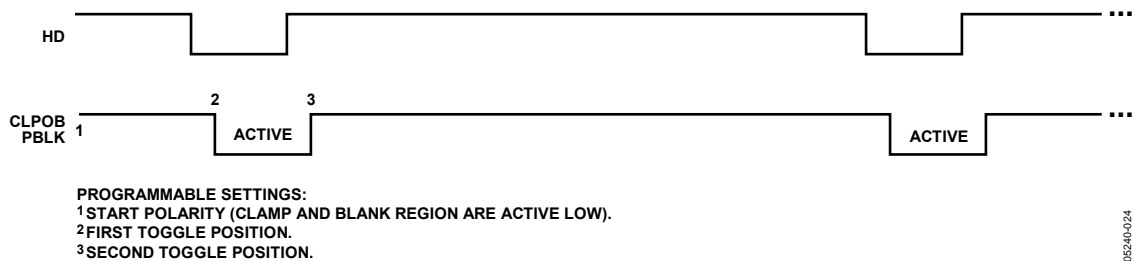 HD
...
2 3
CLPOB
PBLK 1
ACTIVE ACTIVE
...
PROGRAMMABLE SETTINGS:
1 START POLARITY (CLAMP AND BLANK REGION ARE ACTIVE LOW).
2 FIRST TOGGLE POSITION.
3 SECOND TOGGLE POSITION.
05240-024